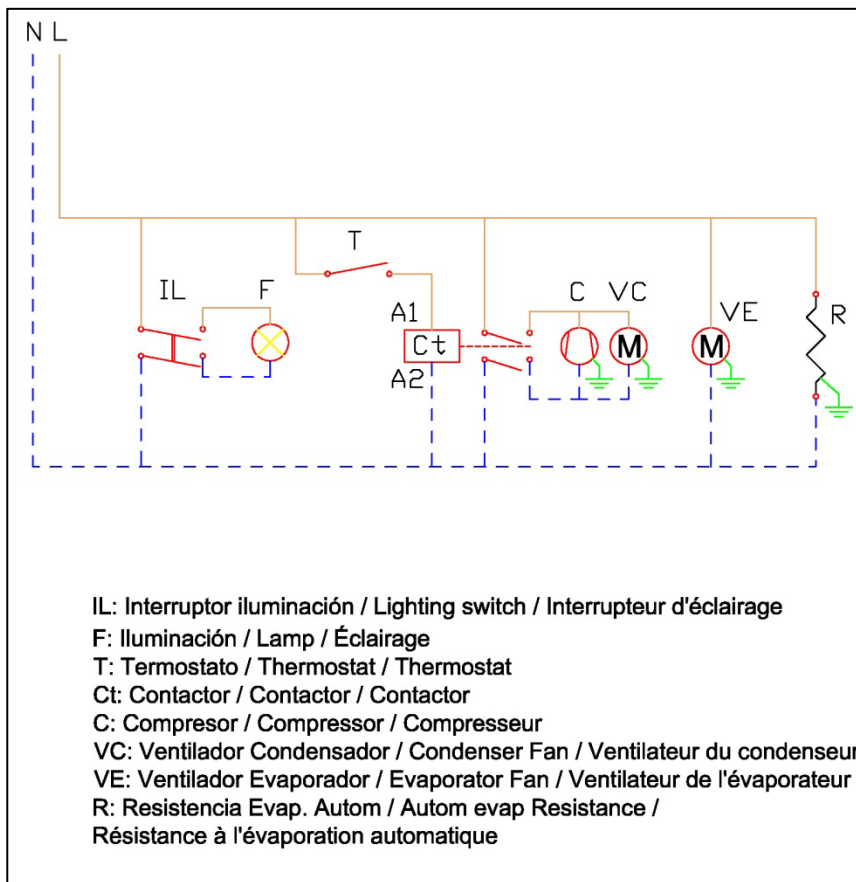 N L
T
IL
F
C
VC
VE
R
A1
Ct
A2
M
M
IL: Interruptor iluminación / Lighting switch / Interrupteur d'éclairage
F: Iluminación / Lamp / Éclairage
T: Termostato / Thermostat / Thermostat
Ct: Contactor / Contactor / Contactor
C: Compresor / Compressor / Compresseur
VC: Ventilador Condensador / Condenser Fan / Ventilateur du condenseur
VE: Ventilador Evaporador / Evaporator Fan / Ventilateur de l'évaporateur
R: Resistencia Evap. Autom / Autom evap Resistance /
Résistance à l'évaporation automatique